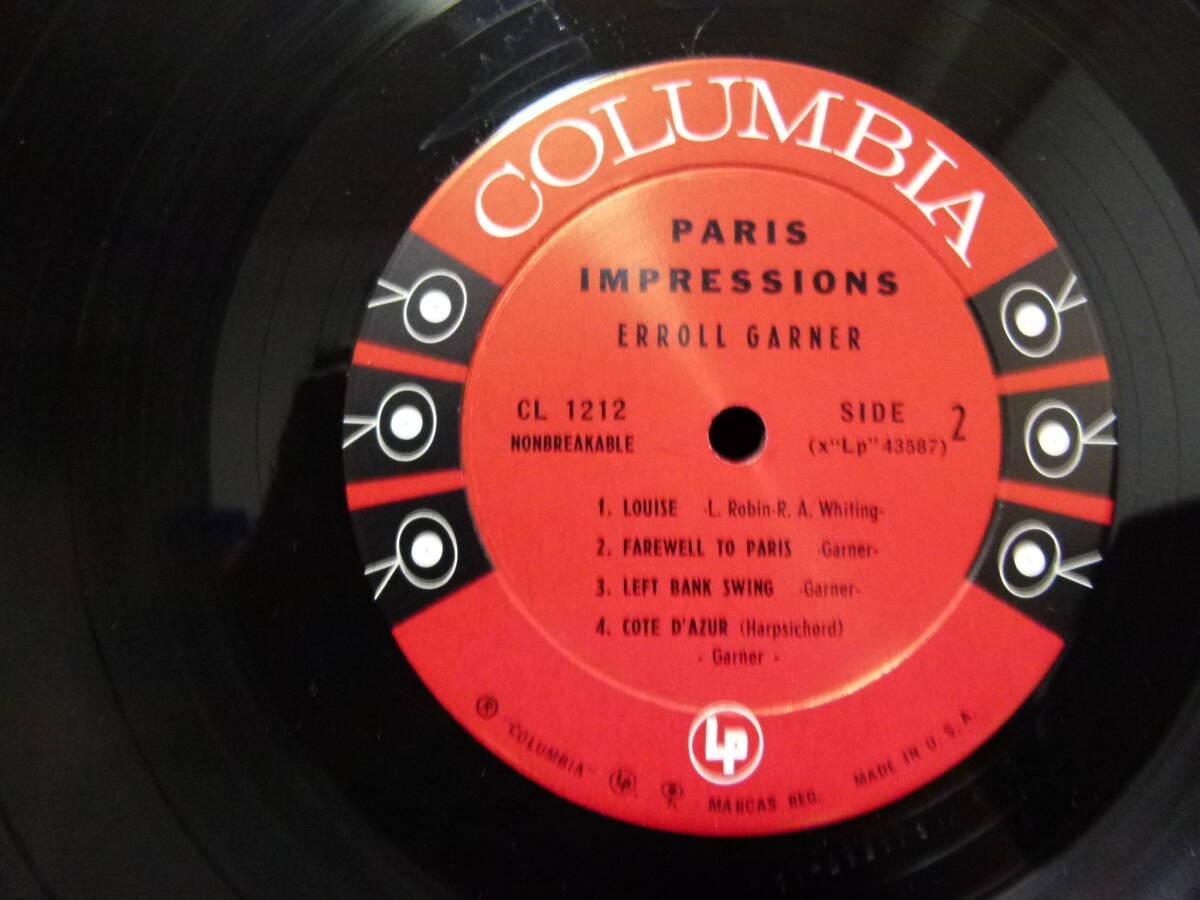 COLUMBIA
PARIS
IMPRESSIONS
ERROLL GARNER
CL 1212
NONBREAKABLE
SIDE 2
(x"Lp"43587)
1. LOUISE -L. Robin-R. A. Whiting-
2. FAREWELL TO PARIS -Garner-
3. LEFT BANK SWING -Garner-
4. COTE D'AZUR (Harpsichord)
- Garner -
Lp
® "COLUMBIA" Lp MARCAS REG. MADE IN U.S.A.